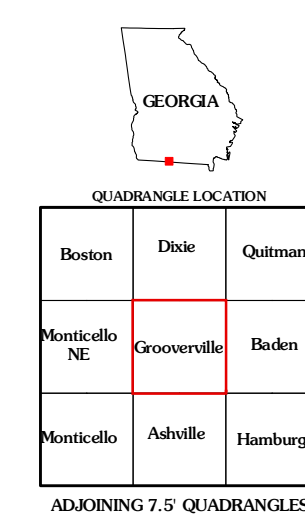 GEORGIA
QUADRANGLE LOCATION
Boston Dixie Quitman
Monticello NE Grooverville Baden
Monticello Ashville Hamburg
ADJOINING 7.5' QUADRANGLES